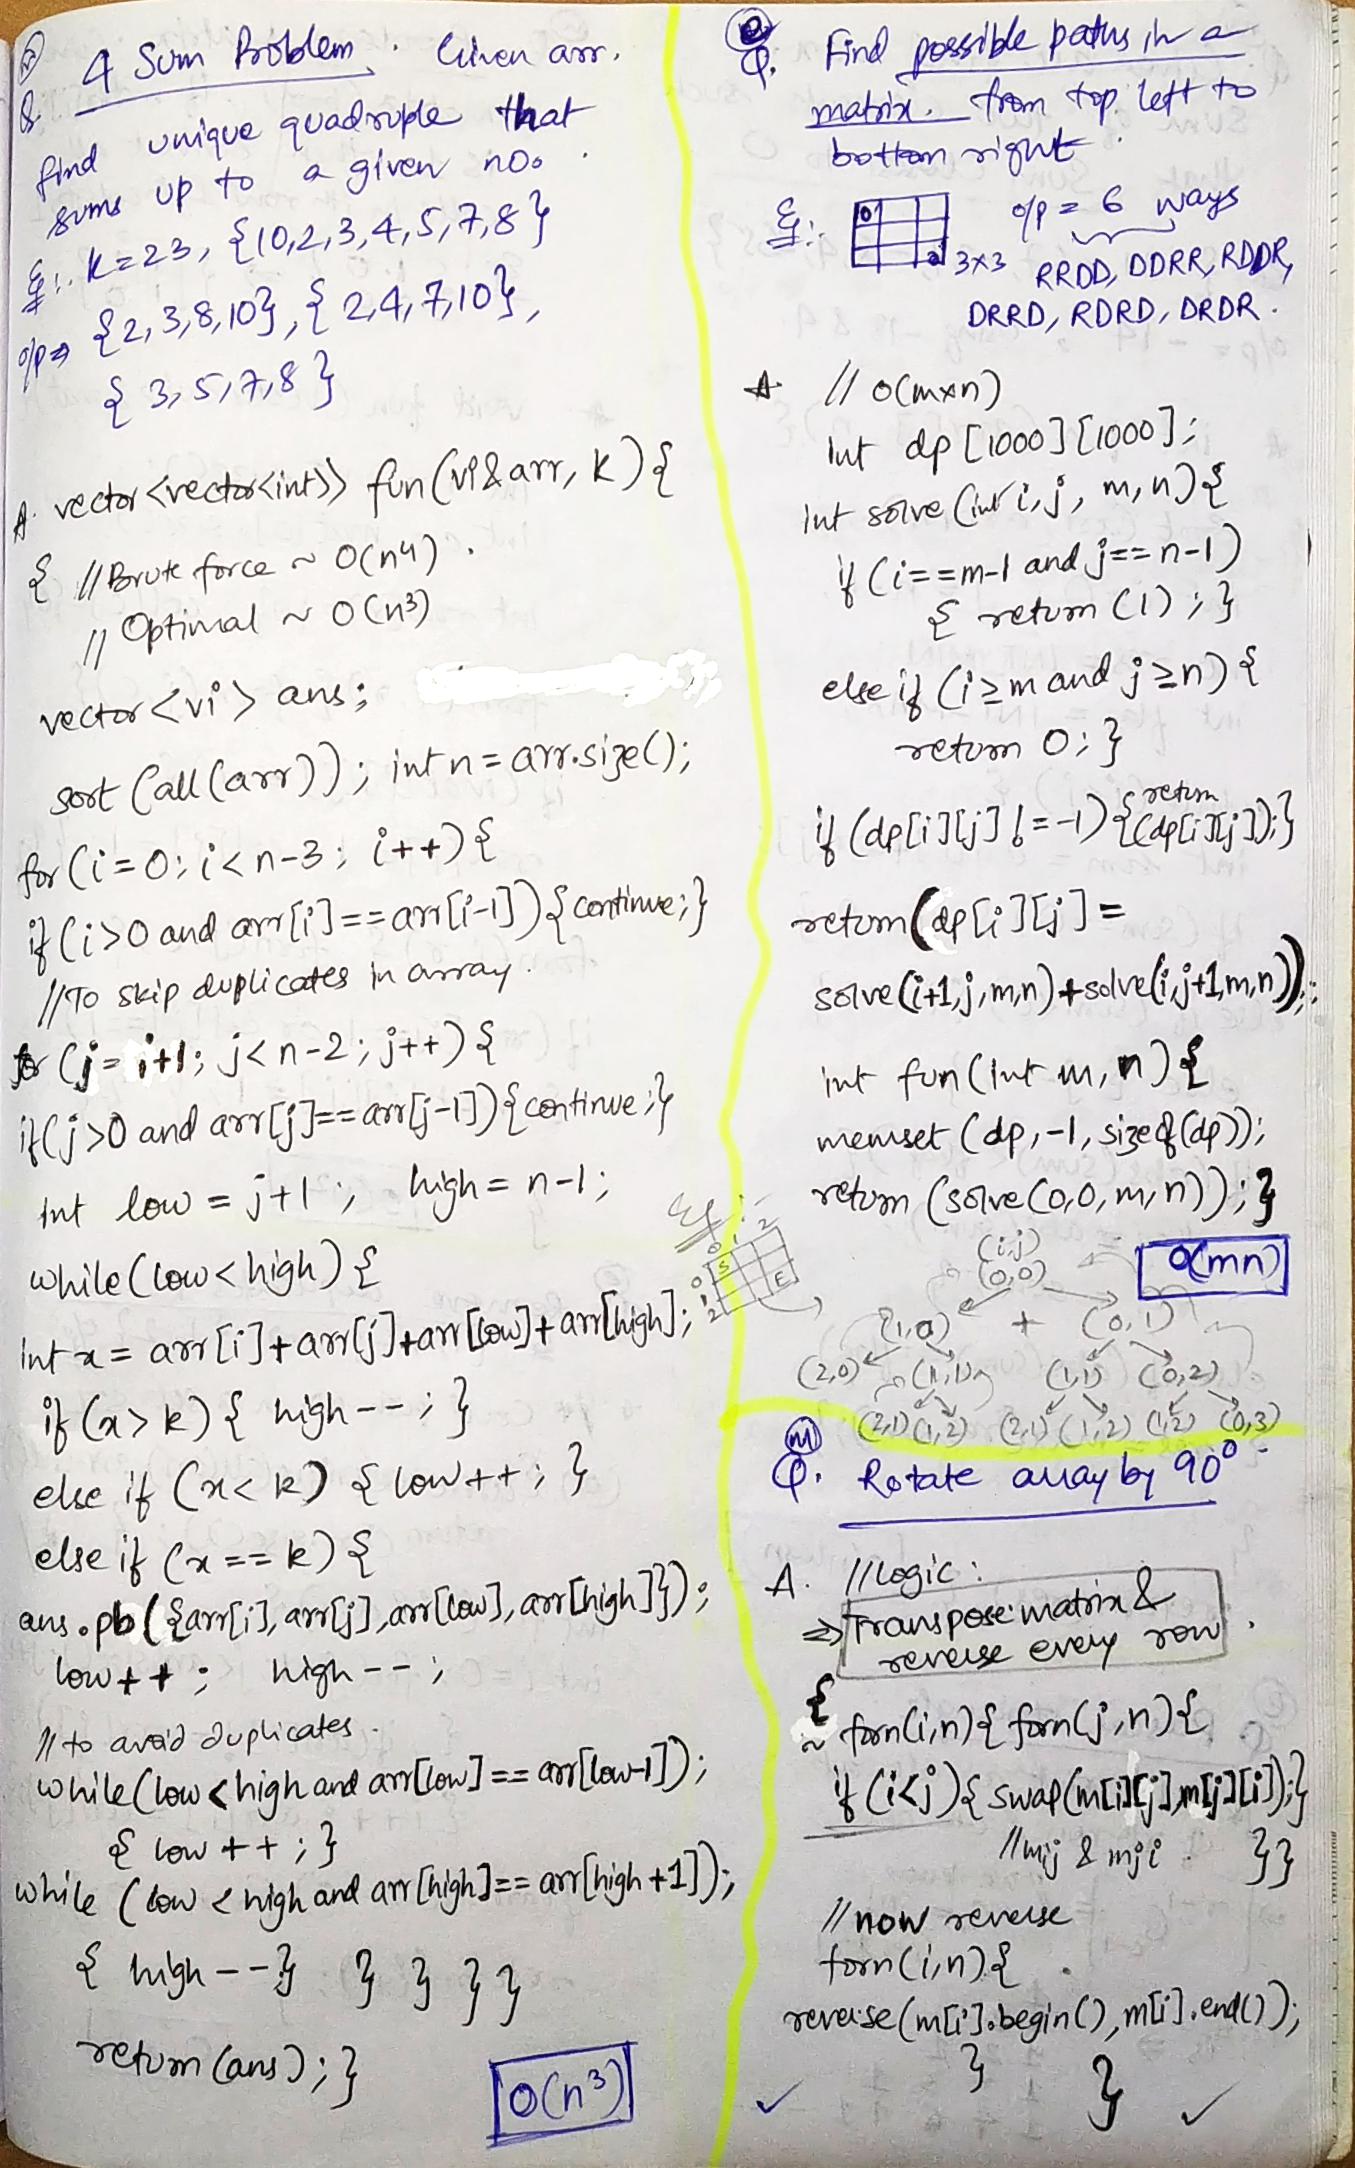 (M)
Q. 4 Sum Problem. Given arr.
find unique quadruple that
sums up to a given no.
Eg:. k=23, {10,2,3,4,5,7,8}
o/p⇒ {2,3,8,10}, {2,4,7,10},
{3,5,7,8}
A. vector<vector<int>> fun(vi&arr, k){
{ //Brute force ~ O(n4).
// Optimal ~ O(n3)
vector<vi> ans;
sort(all(arr)); int n=arr.size();
for(i=0; i<n-3; i++){
if(i>0 and arr[i]==arr[i-1]){continue;}
//To skip duplicates in array.
for(j=i+1; j<n-2; j++){
if(j>0 and arr[j]==arr[j-1]){continue;}
int low=j+1; high=n-1;
while(low<high){
int x= arr[i]+arr[j]+arr[low]+arr[high];
if(x>k){ high--; }
else if (x<k) { low++; }
else if (x==k){
ans.pb({arr[i],arr[j],arr[low],arr[high]});
low++; high--;
// to avoid duplicates.
while(low<high and arr[low]==arr[low-1]);
{ low++;}
while (low<high and arr[high]==arr[high+1]);
{ high--} } } } }
return(ans);}
O(n³)
(e)
Q. Find possible paths in a
matrix. from top left to
bottom right.
Eg:. 3x3 o/p = 6 ways
RRDD, DDRR, RDDR,
DRRD, RDRD, DRDR.
A // O(mxn)
int dp[1000][1000];
int solve(int i,j, m,n){
if(i==m-1 and j==n-1)
{ return(1);}
else if (i≥m and j≥n){
return 0;}
if(dp[i][j]!=-1){return (dp[i][j]);}
return(dp[i][j]=
solve(i+1,j,m,n)+solve(i,j+1,m,n));
int fun(int m,n){
memset(dp,-1,sizeof(dp));
return (solve(0,0,m,n));}
O(mn)
Eg:
0 1 2
0 S
1 E
2
(i,j)
(0,0)
(1,0) + (0,1)
(2,0) (1,1) (1,1) (0,2)
(2,1) (1,2) (2,1) (1,2) (1,2) (0,3)
(M)
Q. Rotate array by 90°
A. //Logic:
⇒ Transpose matrix &
reverse every row.
{
~ forn(i,n){ forn(j,n){
if(i<j){ swap(m[i][j],m[j][i]);}
//mij & mji. }}
// now reverse
forn(i,n){
reverse(m[i].begin(),m[i].end());
} }